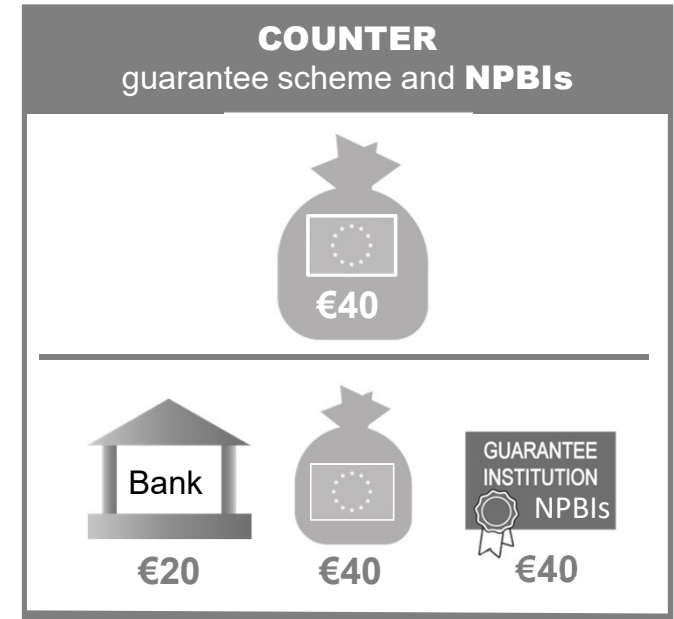 COUNTER
guarantee scheme and NPBIs
€40
Bank
GUARANTEE
INSTITUTION
NPBIs
€20
€40
€40